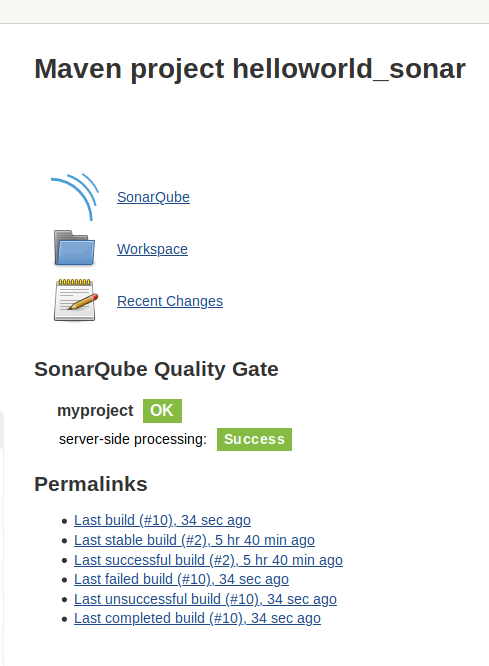 Maven project helloworld_sonar
SonarQube
Workspace
Recent Changes
SonarQube Quality Gate
myproject OK
server-side processing: Success
Permalinks
Last build (#10), 34 sec ago
Last stable build (#2), 5 hr 40 min ago
Last successful build (#2), 5 hr 40 min ago
Last failed build (#10), 34 sec ago
Last unsuccessful build (#10), 34 sec ago
Last completed build (#10), 34 sec ago